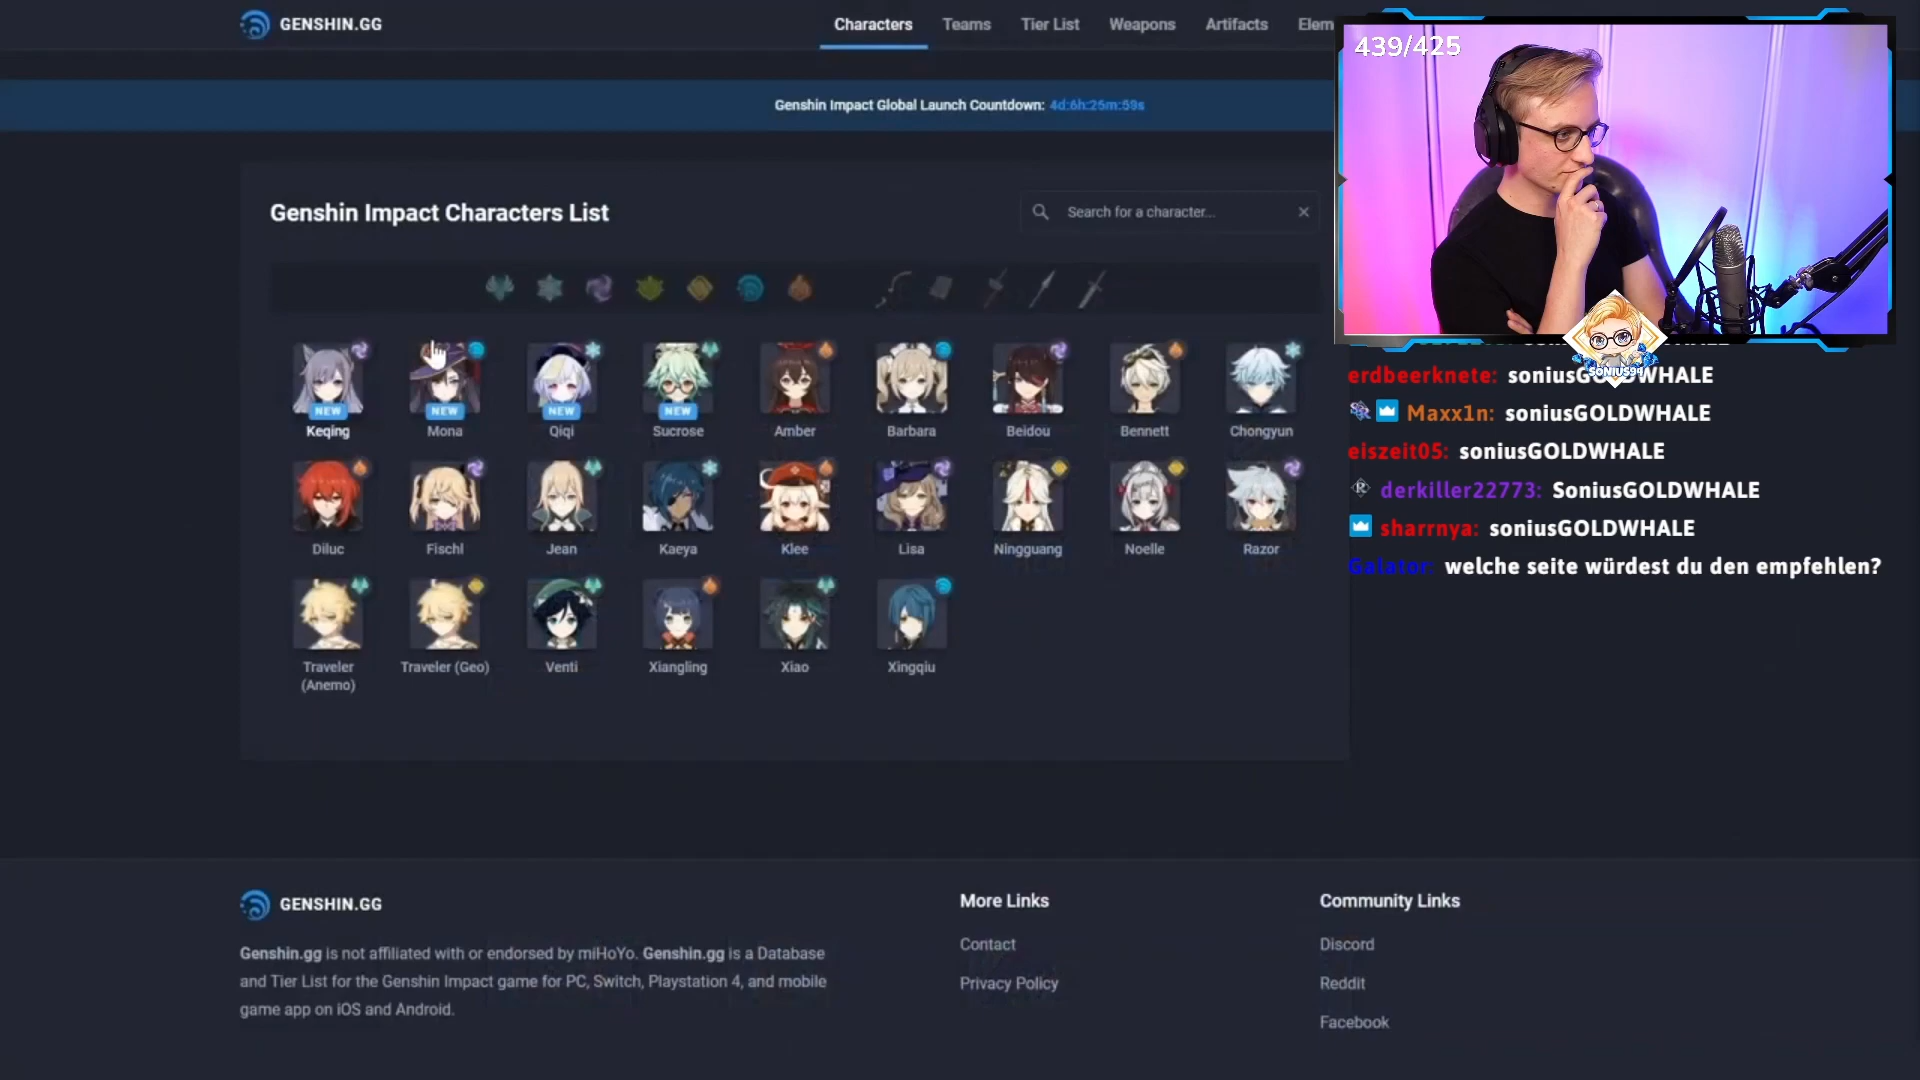 GENSHIN.GG
Characters Teams Tier List Weapons Artifacts Elem
439/425
Genshin Impact Global Launch Countdown: 4d:6h:25m:59s
Genshin Impact Characters List
Search for a character...
NEW NEW NEW NEW
Keqing Mona Qiqi Sucrose Amber Barbara Beidou Bennett Chongyun
Diluc Fischl Jean Kaeya Klee Lisa Ningguang Noelle Razor
Traveler (Anemo) Traveler (Geo) Venti Xiangling Xiao Xingqiu
SONIUS94
erdbeerknete: soniusGOLDWHALE
Maxx1n: soniusGOLDWHALE
eiszeit05: soniusGOLDWHALE
derkiller22773: SoniusGOLDWHALE
sharrnya: soniusGOLDWHALE
Galator: welche seite würdest du den empfehlen?
GENSHIN.GG
Genshin.gg is not affiliated with or endorsed by miHoYo. Genshin.gg is a Database
and Tier List for the Genshin Impact game for PC, Switch, Playstation 4, and mobile
game app on iOS and Android.
More Links
Contact
Privacy Policy
Community Links
Discord
Reddit
Facebook